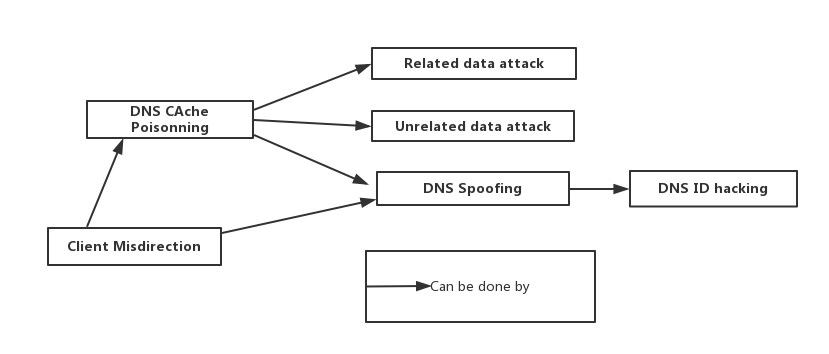 Related data attack
DNS CAche
Poisonning
Unrelated data attack
DNS Spoofing
DNS ID hacking
Client Misdirection
Can be done by